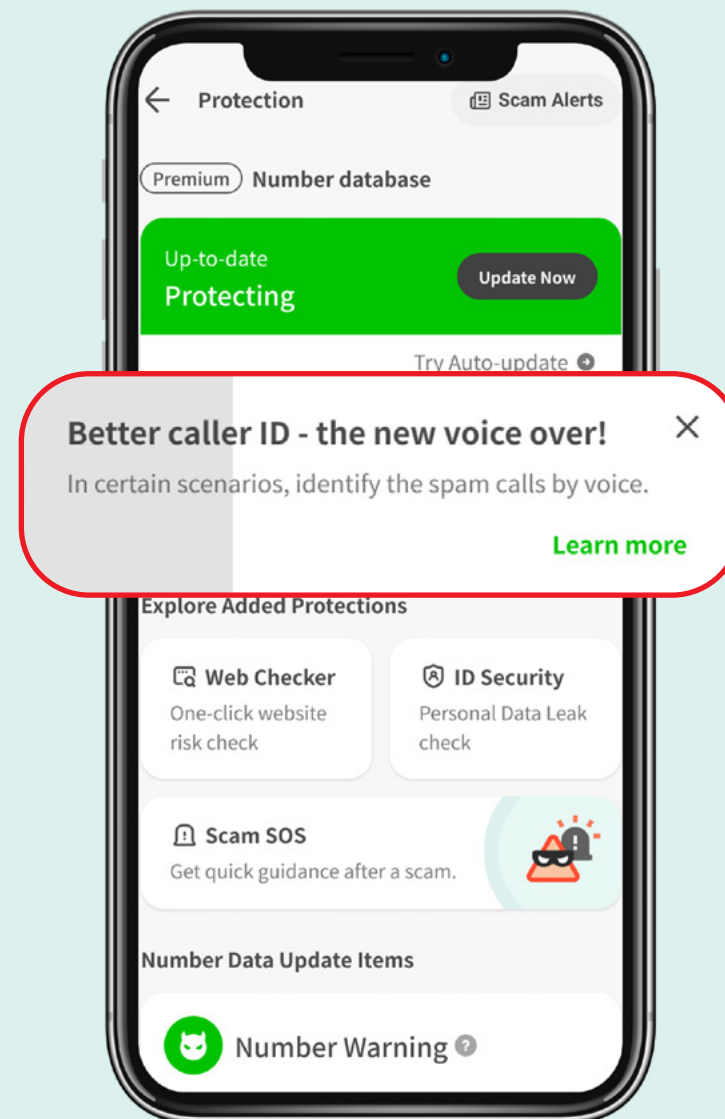 Protection
Scam Alerts
Premium Number database
Up-to-date
Protecting
Update Now
Try Auto-update
Better caller ID - the new voice over!
In certain scenarios, identify the spam calls by voice.
Learn more
Explore Added Protections
Web Checker
One-click website
risk check
ID Security
Personal Data Leak
check
Scam SOS
Get quick guidance after a scam.
Number Data Update Items
Number Warning